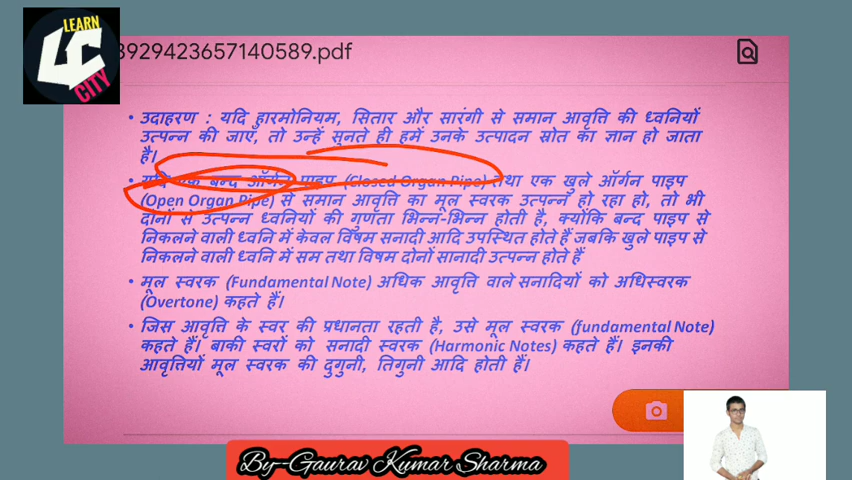 LEARN
LC
CITY
3929423657140589.pdf
• उदाहरण : यदि हारमोनियम, सितार और सारंगी से समान आवृत्ति की ध्वनियों
उत्पन्न की जाएँ, तो उन्हें सुनते ही हमें उनके उत्पादन स्रोत का ज्ञान हो जाता
है।
• यदि एक बन्द ऑर्गन पाइप (Closed Organ Pipe) तथा एक खुले ऑर्गन पाइप
(Open Organ Pipe) से समान आवृत्ति का मूल स्वरक उत्पन्न हो रहा हो, तो भी
दोनों से उत्पन्न ध्वनियों की गुणता भिन्न-भिन्न होती है, क्योंकि बन्द पाइप से
निकलने वाली ध्वनि में केवल विषम सनादी आदि उपस्थित होते हैं जबकि खुले पाइप से
निकलने वाली ध्वनि में सम तथा विषम दोनों सानादी उत्पन्न होते हैं
• मूल स्वरक (Fundamental Note) अधिक आवृत्ति वाले सनादियों को अधिस्वरक
(Overtone) कहते हैं।
• जिस आवृत्ति के स्वर की प्रधानता रहती है, उसे मूल स्वरक (fundamental Note)
कहते हैं। बाकी स्वरों को सनादी स्वरक (Harmonic Notes) कहते हैं। इनकी
आवृत्तियों मूल स्वरक की दुगुनी, तिगुनी आदि होती हैं।
By-Gaurav Kumar Sharma